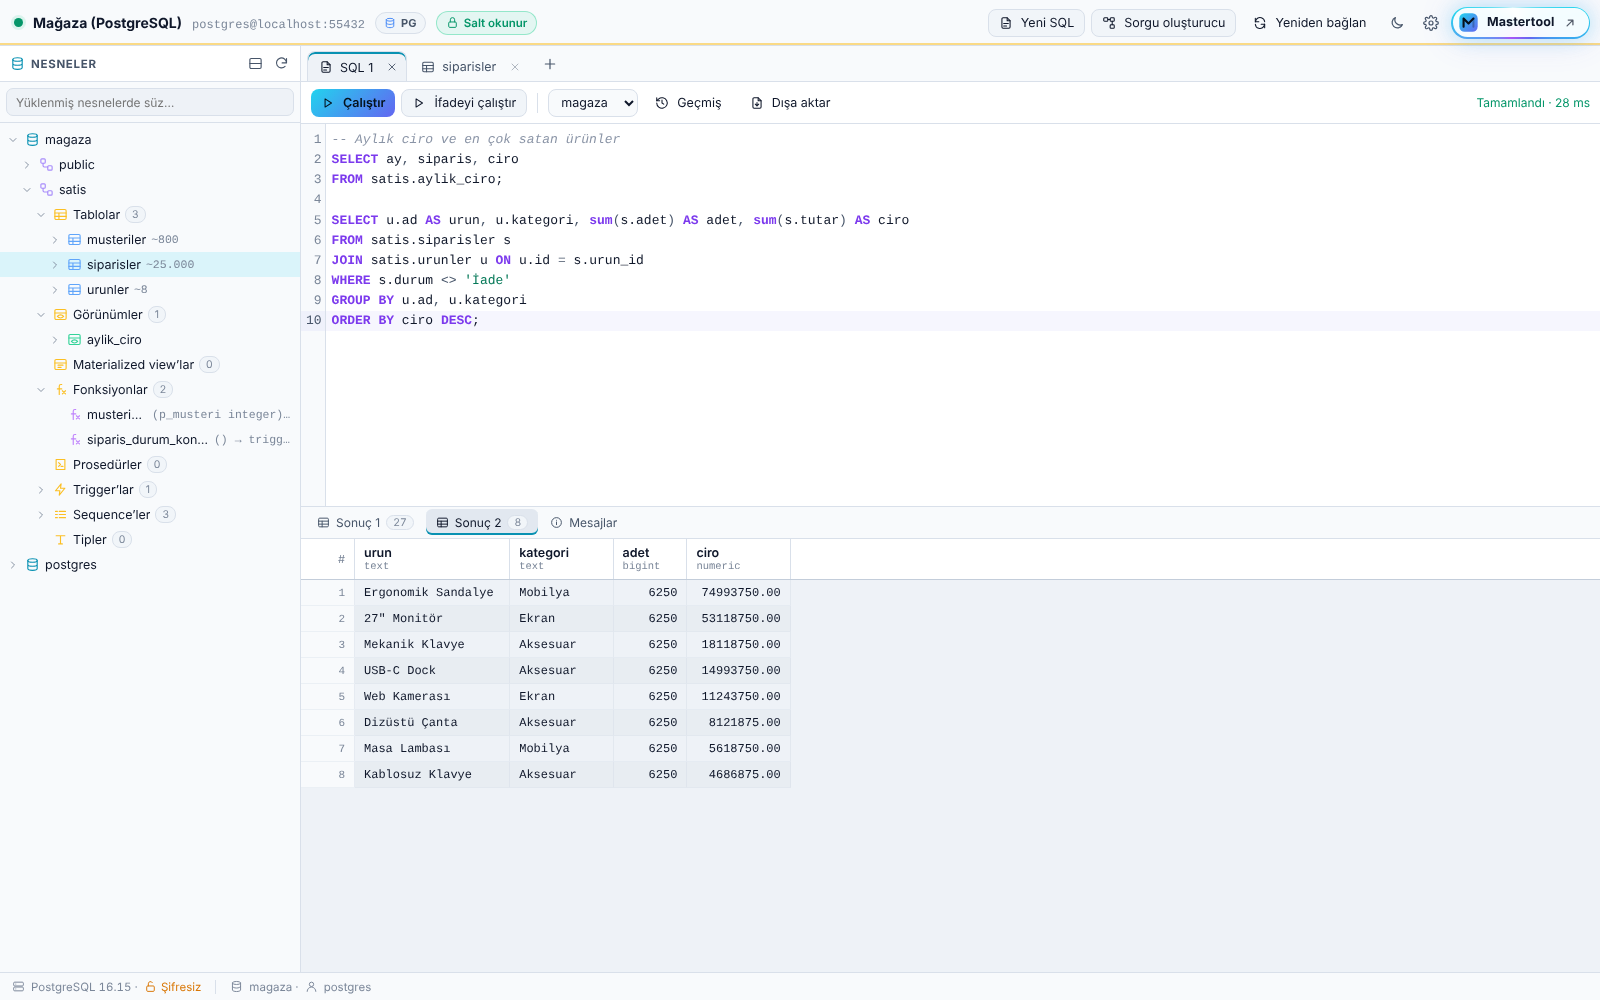 Mağaza (PostgreSQL) postgres@localhost:55432 PG Salt okunur Yeni SQL Sorgu oluşturucu Yeniden bağlan Mastertool ↗
NESNELER
Yüklenmiş nesnelerde süz...
magaza
public
satis
Tablolar 3
musteriler ~800
siparisler ~25.000
urunler ~8
Görünümler 1
aylik_ciro
Materialized view'lar 0
Fonksiyonlar 2
musteri... (p_musteri integer)...
siparis_durum_kon... () → trigg...
Prosedürler 0
Trigger'lar 1
Sequence'ler 3
Tipler 0
postgres
SQL 1 × siparisler × +
Çalıştır İfadeyi çalıştır magaza Geçmiş Dışa aktar Tamamlandı · 28 ms
1 -- Aylık ciro ve en çok satan ürünler
2 SELECT ay, siparis, ciro
3 FROM satis.aylik_ciro;
4
5 SELECT u.ad AS urun, u.kategori, sum(s.adet) AS adet, sum(s.tutar) AS ciro
6 FROM satis.siparisler s
7 JOIN satis.urunler u ON u.id = s.urun_id
8 WHERE s.durum <> 'İade'
9 GROUP BY u.ad, u.kategori
10 ORDER BY ciro DESC;
Sonuç 1 27 Sonuç 2 8 Mesajlar
# urun kategori adet ciro
text text bigint numeric
1 Ergonomik Sandalye Mobilya 6250 74993750.00
2 27" Monitör Ekran 6250 53118750.00
3 Mekanik Klavye Aksesuar 6250 18118750.00
4 USB-C Dock Aksesuar 6250 14993750.00
5 Web Kamerası Ekran 6250 11243750.00
6 Dizüstü Çanta Aksesuar 6250 8121875.00
7 Masa Lambası Mobilya 6250 5618750.00
8 Kablosuz Klavye Aksesuar 6250 4686875.00
PostgreSQL 16.15 · Şifresiz magaza · postgres